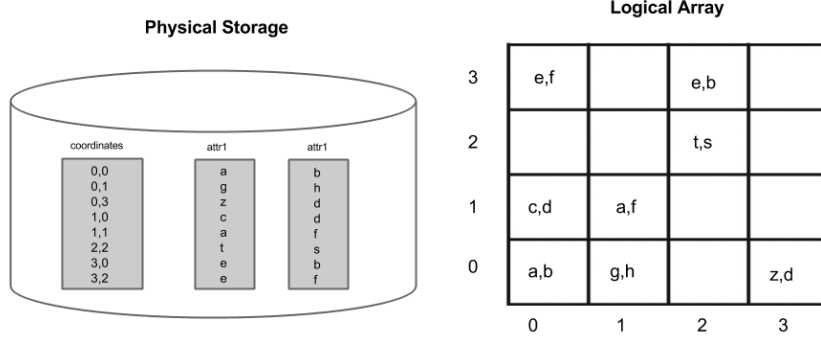 Physical Storage
coordinates attr1 attr1
0,0 a b
0,1 g h
0,3 z d
1,0 c d
1,1 a f
2,2 t s
3,0 e b
3,2 e f
Logical Array
3 e,f e,b
2 t,s
1 c,d a,f
0 a,b g,h z,d
0 1 2 3